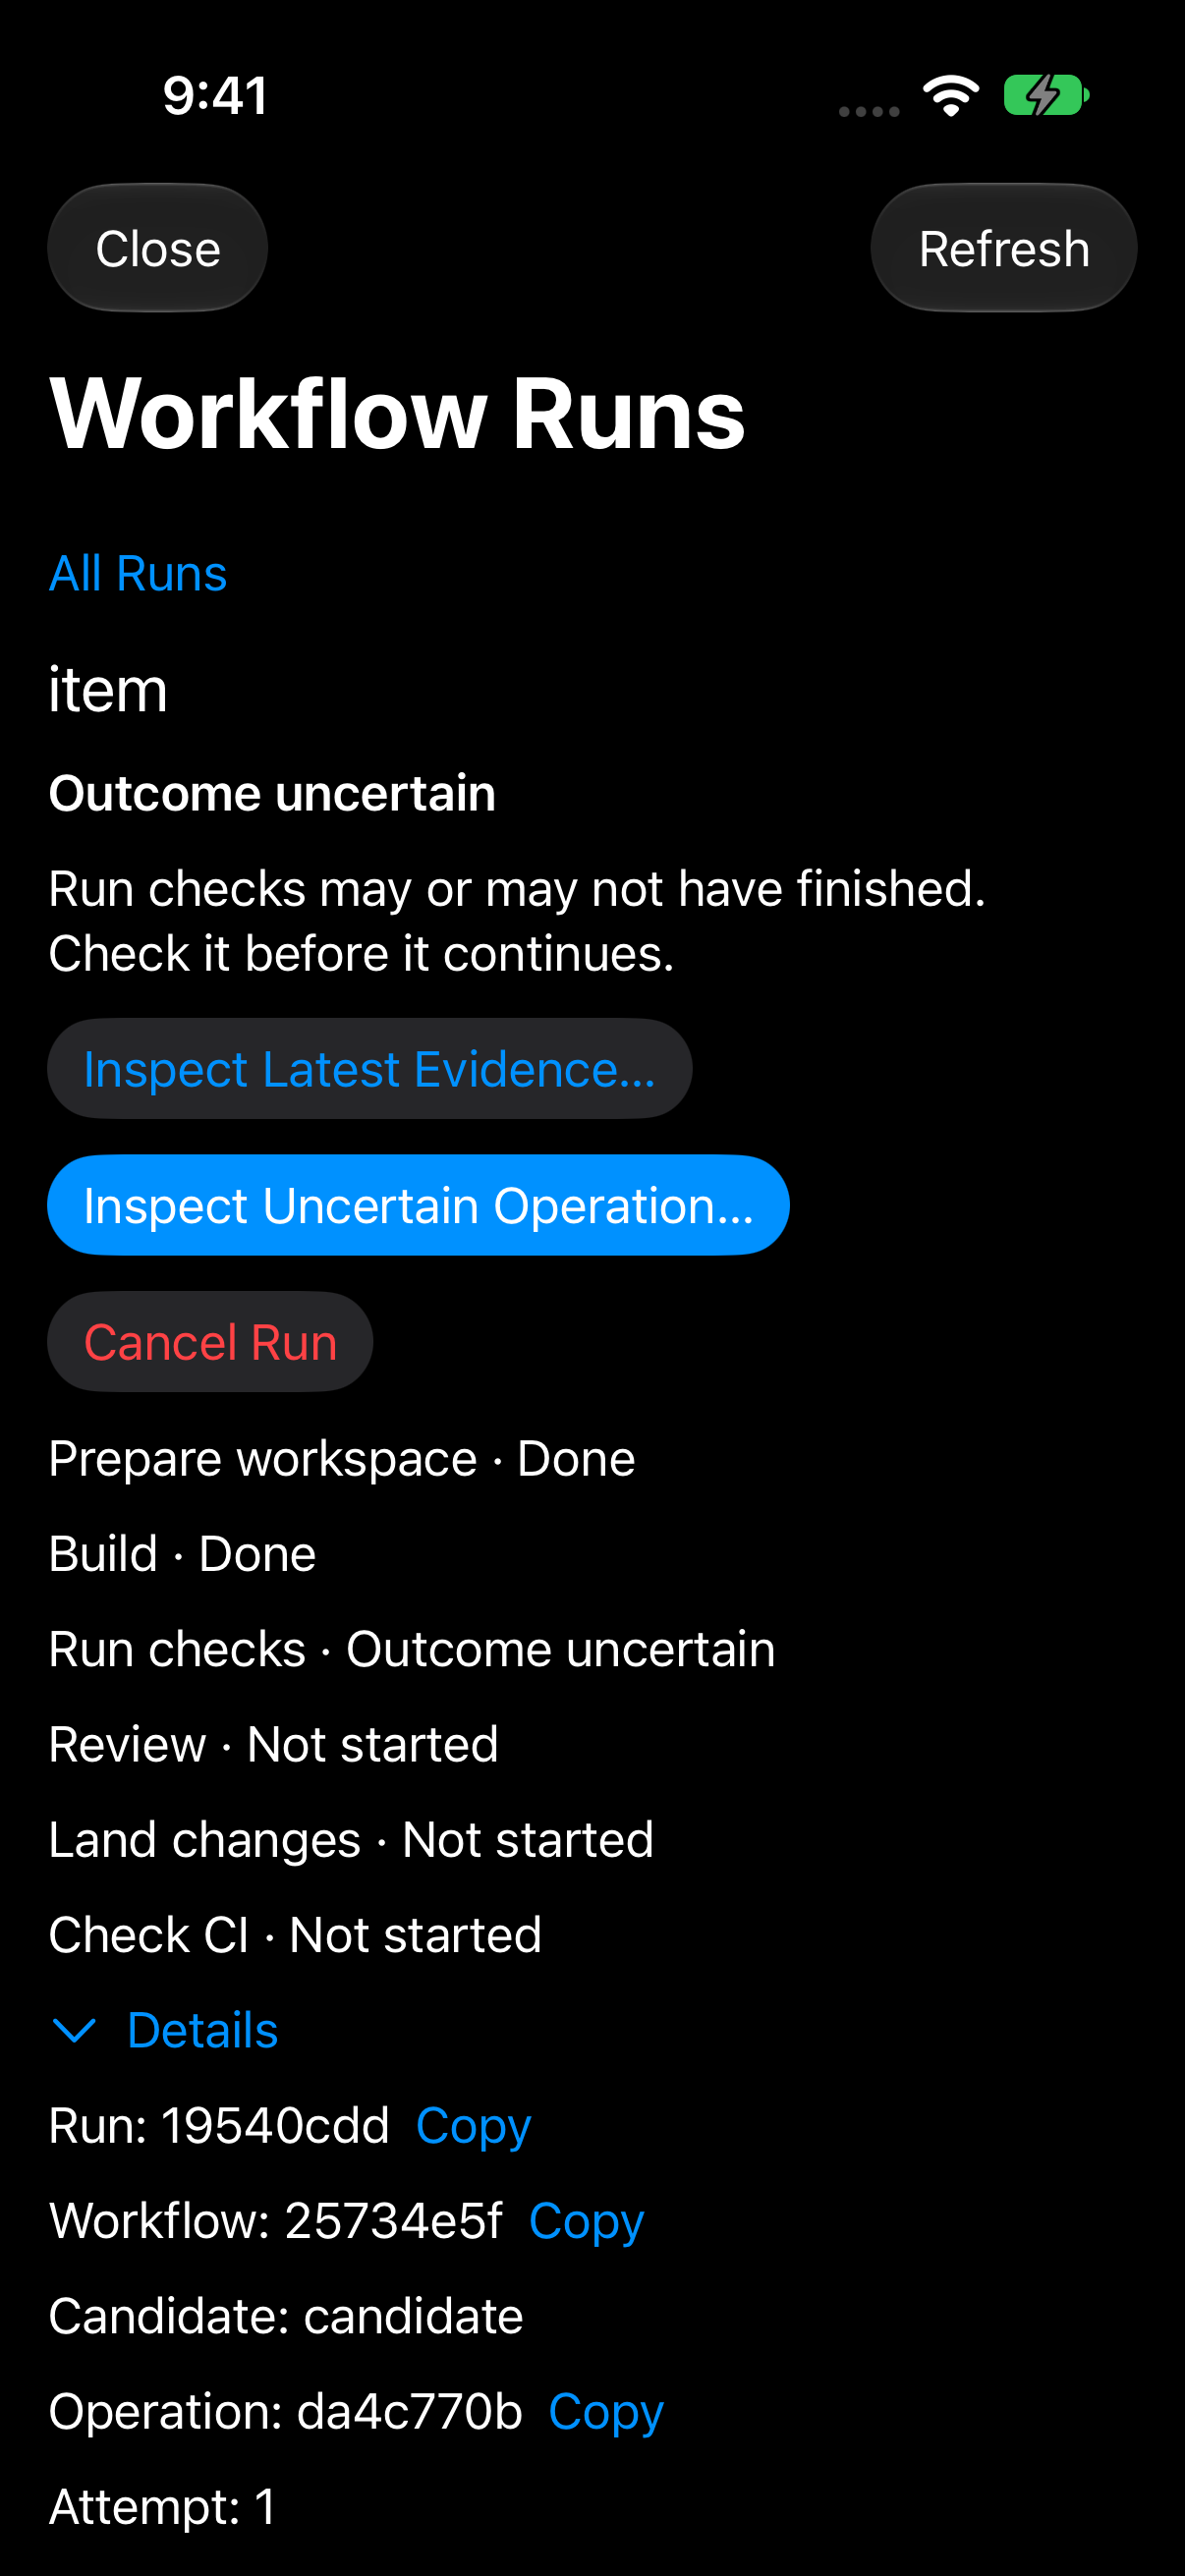 9:41
Close
Refresh
Workflow Runs
All Runs
item
Outcome uncertain
Run checks may or may not have finished.
Check it before it continues.
Inspect Latest Evidence...
Inspect Uncertain Operation...
Cancel Run
Prepare workspace · Done
Build · Done
Run checks · Outcome uncertain
Review · Not started
Land changes · Not started
Check CI · Not started
Details
Run: 19540cdd Copy
Workflow: 25734e5f Copy
Candidate: candidate
Operation: da4c770b Copy
Attempt: 1